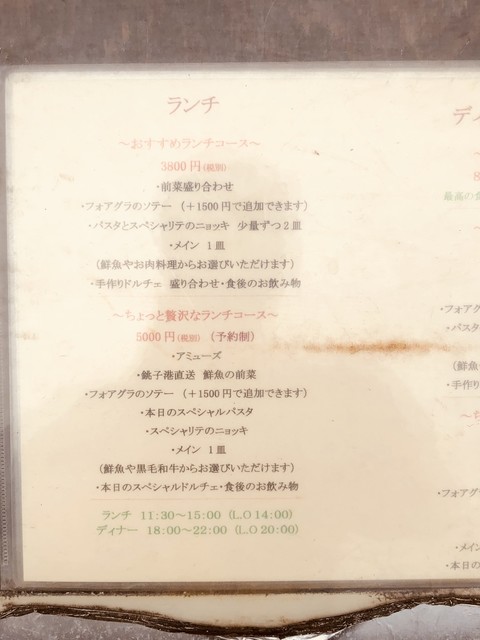 ランチ
～おすすめランチコース～
3800円(税別)
・前菜盛り合わせ
・フォアグラのソテー （＋1500円で追加できます）
・パスタとスペシャリテのニョッキ 少量ずつ2皿
・メイン 1皿
（鮮魚やお肉料理からお選びいただけます）
・手作りドルチェ 盛り合わせ・食後のお飲み物
～ちょっと贅沢なランチコース～
5000円(税別) （予約制）
・アミューズ
・銚子港直送 鮮魚の前菜
・フォアグラのソテー （＋1500円で追加できます）
・本日のスペシャルパスタ
・スペシャリテのニョッキ
・メイン 1皿
（鮮魚や黒毛和牛からお選びいただけます）
・本日のスペシャルドルチェ・食後のお飲み物
ランチ 11:30～15:00 (L.O 14:00)
ディナー 18:00～22:00 (L.O 20:00)
ディ
8
最高の食
・フォアグ
・パスタ
（鮮
・手作り
～ち
・フォアグ
・メイン
・本日の